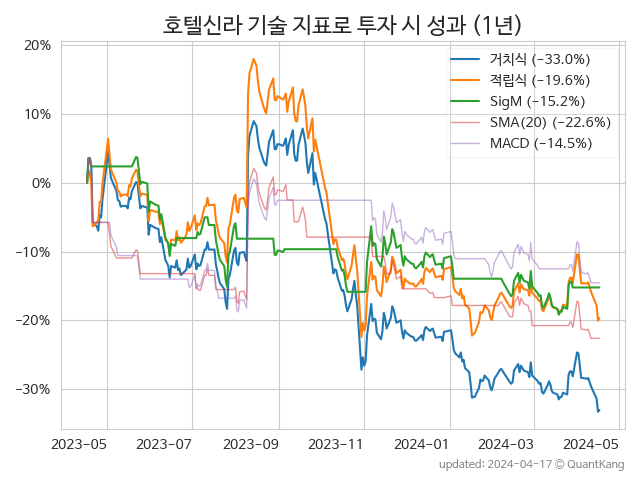 호텔신라 기술 지표로 투자 시 성과 (1년)
20%
10%
0%
−10%
−20%
−30%
거치식 (−33.0%)
적립식 (−19.6%)
SigM (−15.2%)
SMA(20) (−22.6%)
MACD (−14.5%)
2023-05 2023-07 2023-09 2023-11 2024-01 2024-03 2024-05
updated: 2024-04-17 © QuantKang